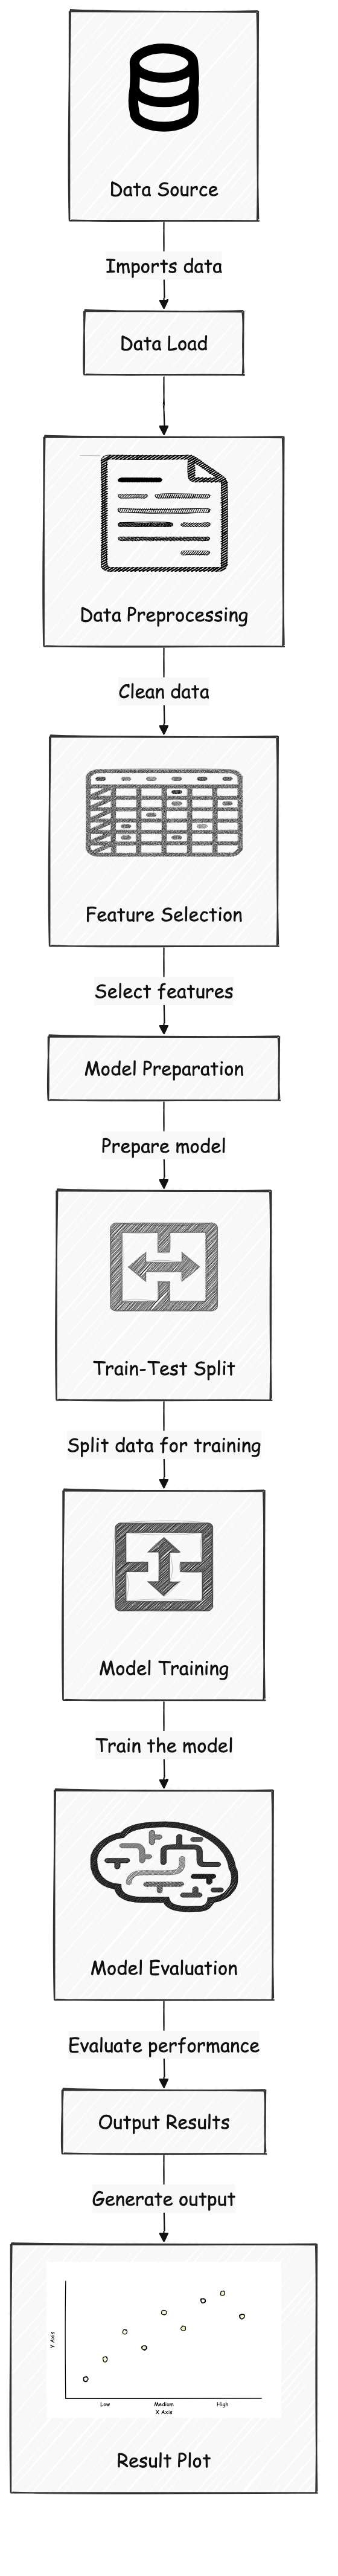 Data Source
Imports data
Data Load
Data Preprocessing
Clean data
Feature Selection
Select features
Model Preparation
Prepare model
Train-Test Split
Split data for training
Model Training
Train the model
Model Evaluation
Evaluate performance
Output Results
Generate output
Y Axis
Low Medium High
X Axis
Result Plot